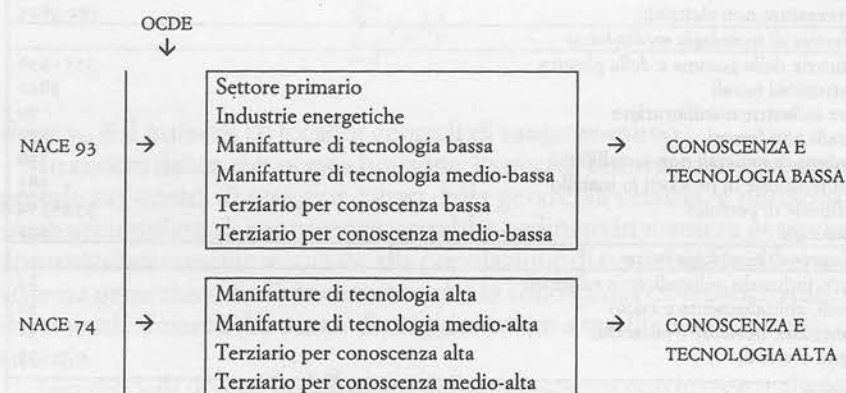 OCDE
↓
NACE 93 →
Settore primario
Industrie energetiche
Manifatture di tecnologia bassa
Manifatture di tecnologia medio-bassa
Terziario per conoscenza bassa
Terziario per conoscenza medio-bassa
→ CONOSCENZA E
TECNOLOGIA BASSA
NACE 74 →
Manifatture di tecnologia alta
Manifatture di tecnologia medio-alta
Terziario per conoscenza alta
Terziario per conoscenza medio-alta
→ CONOSCENZA E
TECNOLOGIA ALTA